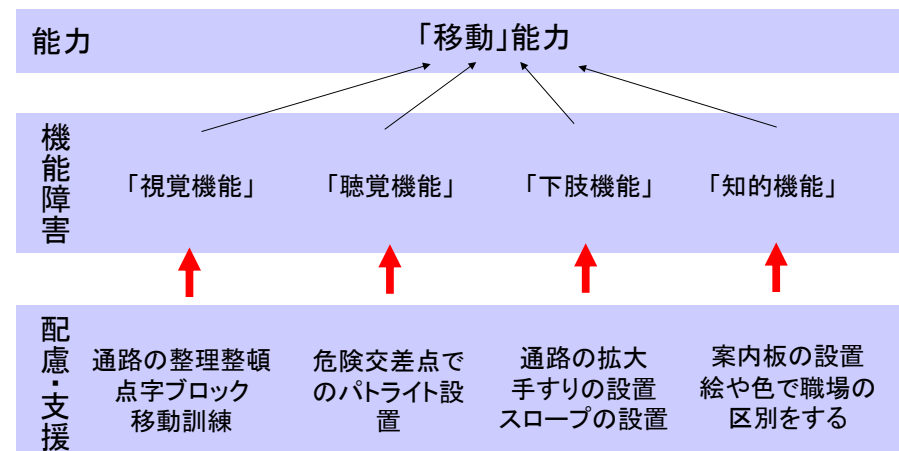 能力
「移動」能力
機能障害
「視覚機能」
「聴覚機能」
「下肢機能」
「知的機能」
配慮・支援
通路の整理整頓
点字ブロック
移動訓練
危険交差点で
のパトライト設
置
通路の拡大
手すりの設置
スロープの設置
案内板の設置
絵や色で職場の
区別をする